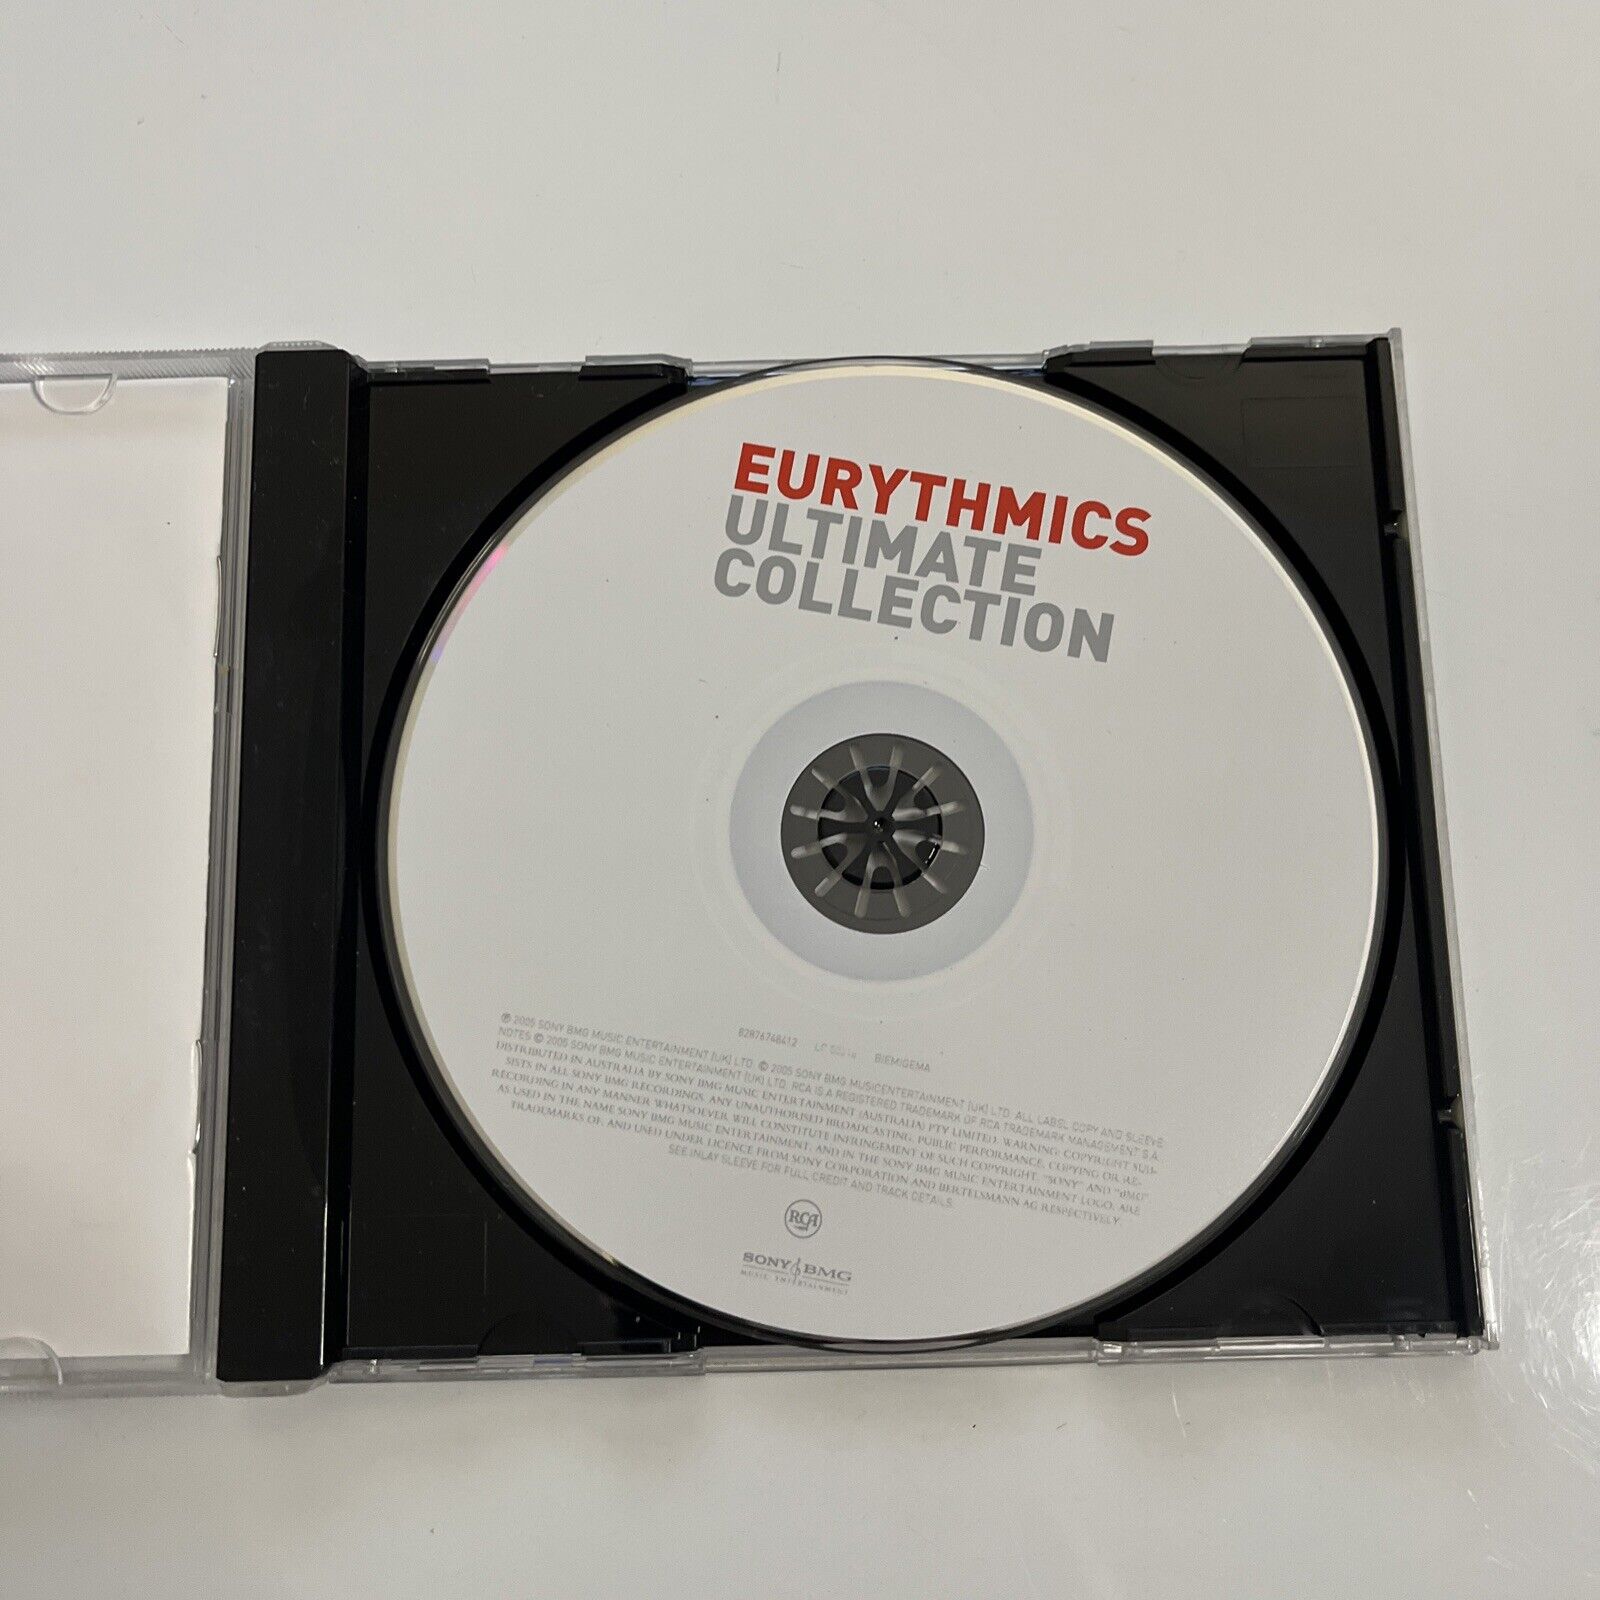 EURYTHMICS
ULTIMATE
COLLECTION
82876748412 LC BIEM/GEMA
℗ 2005 SONY BMG MUSIC ENTERTAINMENT (UK) LTD. © 2005 SONY BMG MUSICENTERTAINMENT (UK) LTD. ALL LABEL COPY AND SLEEVE
NOTES © 2005 SONY BMG MUSIC ENTERTAINMENT (UK) LTD. RCA IS A REGISTERED TRADEMARK OF RCA TRADEMARK MANAGEMENT S.A.
DISTRIBUTED IN AUSTRALIA BY SONY BMG MUSIC ENTERTAINMENT (AUSTRALIA) PTY LIMITED. WARNING: COPYRIGHT SUB-
SISTS IN ALL SONY BMG RECORDINGS. ANY UNAUTHORISED BROADCASTING, PUBLIC PERFORMANCE, COPYING OR RE-
RECORDING IN ANY MANNER WHATSOEVER WILL CONSTITUTE INFRINGEMENT OF SUCH COPYRIGHT. "SONY" AND "BMG",
AS USED IN THE NAME SONY BMG MUSIC ENTERTAINMENT, AND IN THE SONY BMG MUSIC ENTERTAINMENT LOGO, ARE
TRADEMARKS OF, AND USED UNDER LICENCE FROM SONY CORPORATION AND BERTELSMANN AG RESPECTIVELY.
SEE INLAY SLEEVE FOR FULL CREDIT AND TRACK DETAILS.
RCA
SONY BMG
MUSIC ENTERTAINMENT